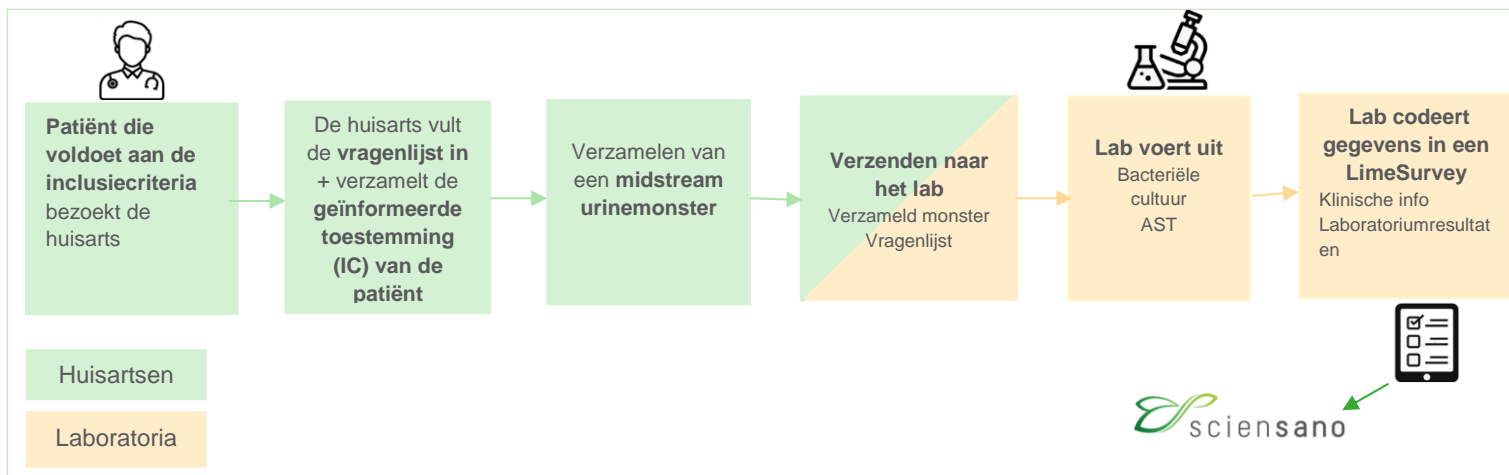 Patiënt die
voldoet aan de
inclusiecriteria
bezoekt de
huisarts
De huisarts vult
de vragenlijst in
+ verzamelt de
geïnformeerde
toestemming
(IC) van de
patiënt
Verzamelen van
een midstream
urinemonster
Verzenden naar
het lab
Verzameld monster
Vragenlijst
Lab voert uit
Bacteriële
cultuur
AST
Lab codeert
gegevens in een
LimeSurvey
Klinische info
Laboratoriumresultat
en
Huisartsen
Laboratoria
sciensano